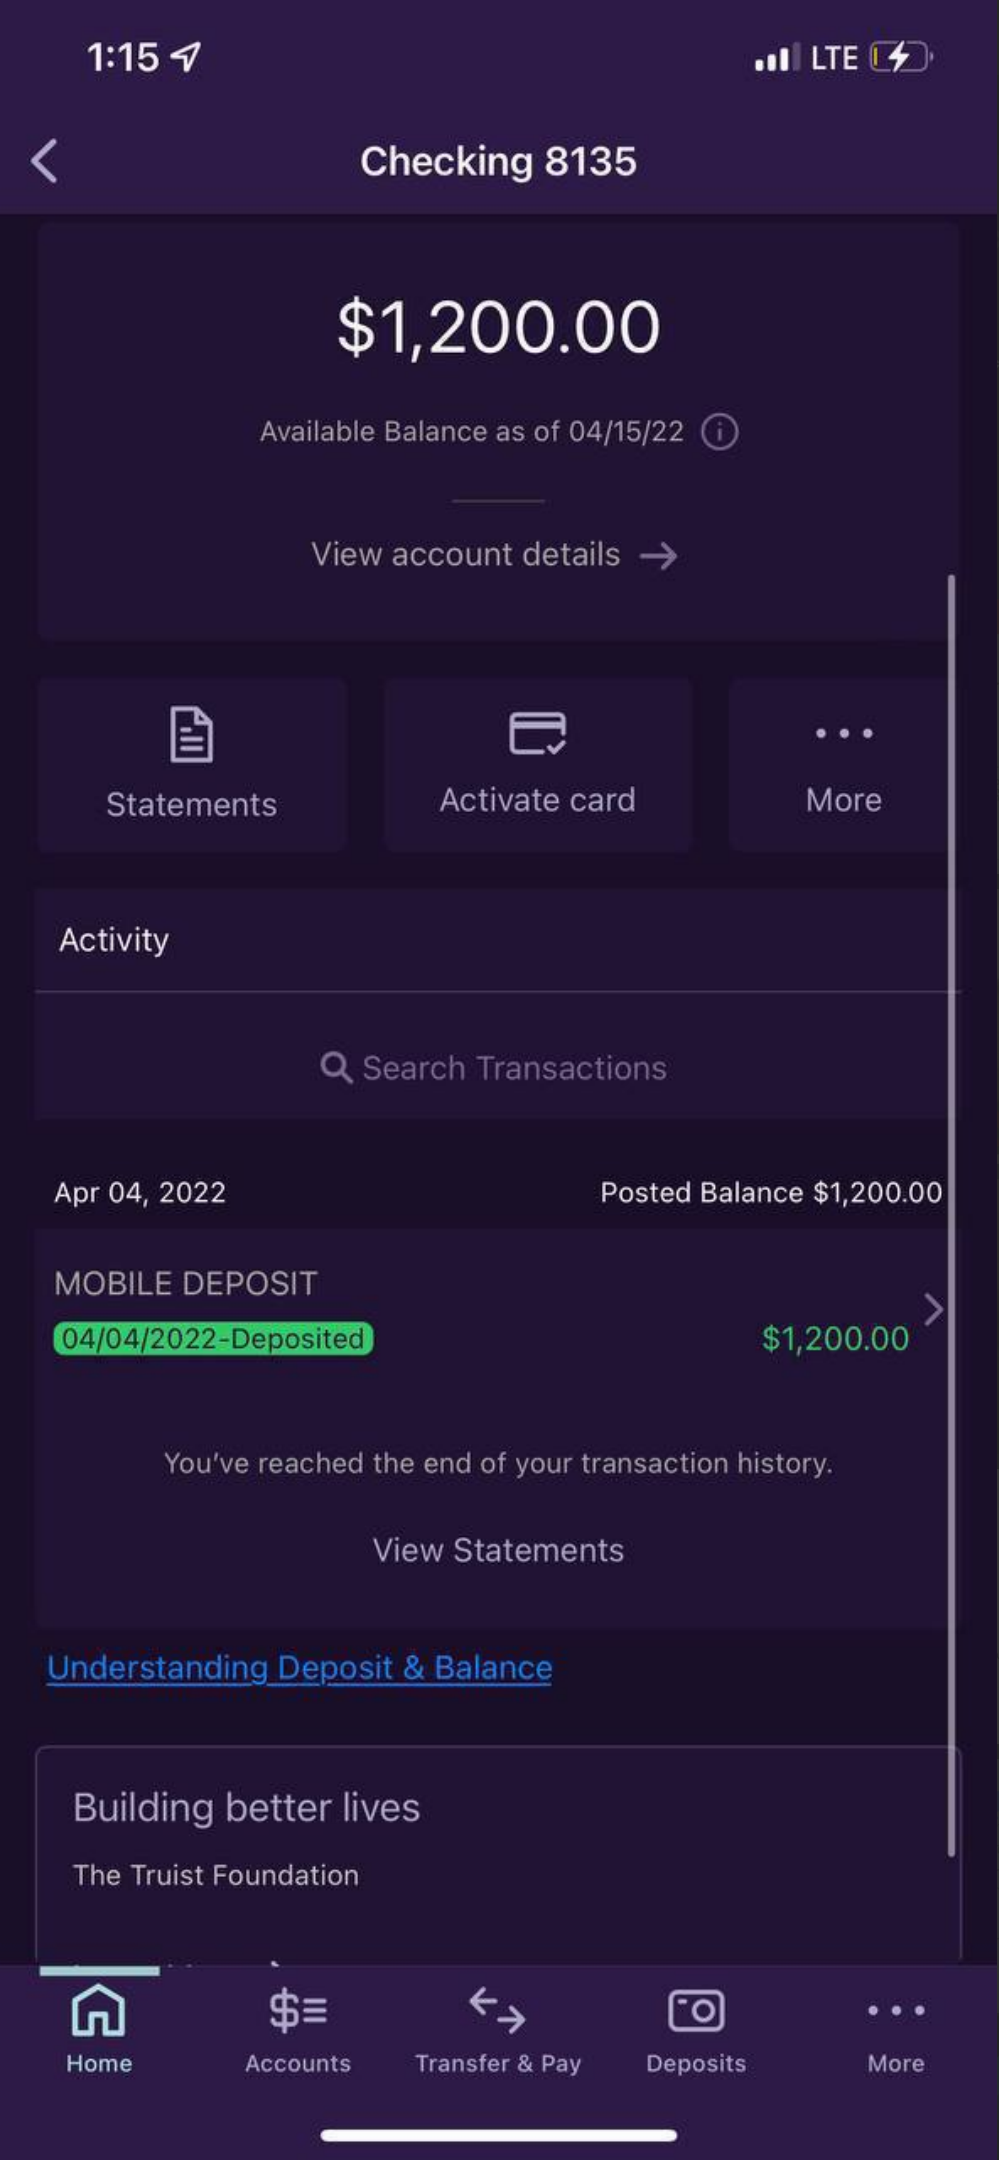 1:15 LTE
Checking 8135
$1,200.00
Available Balance as of 04/15/22
View account details →
Statements Activate card More
Activity
Search Transactions
Apr 04, 2022 Posted Balance $1,200.00
MOBILE DEPOSIT
04/04/2022-Deposited $1,200.00
You've reached the end of your transaction history.
View Statements
Understanding Deposit & Balance
Building better lives
The Truist Foundation
Home Accounts Transfer & Pay Deposits More